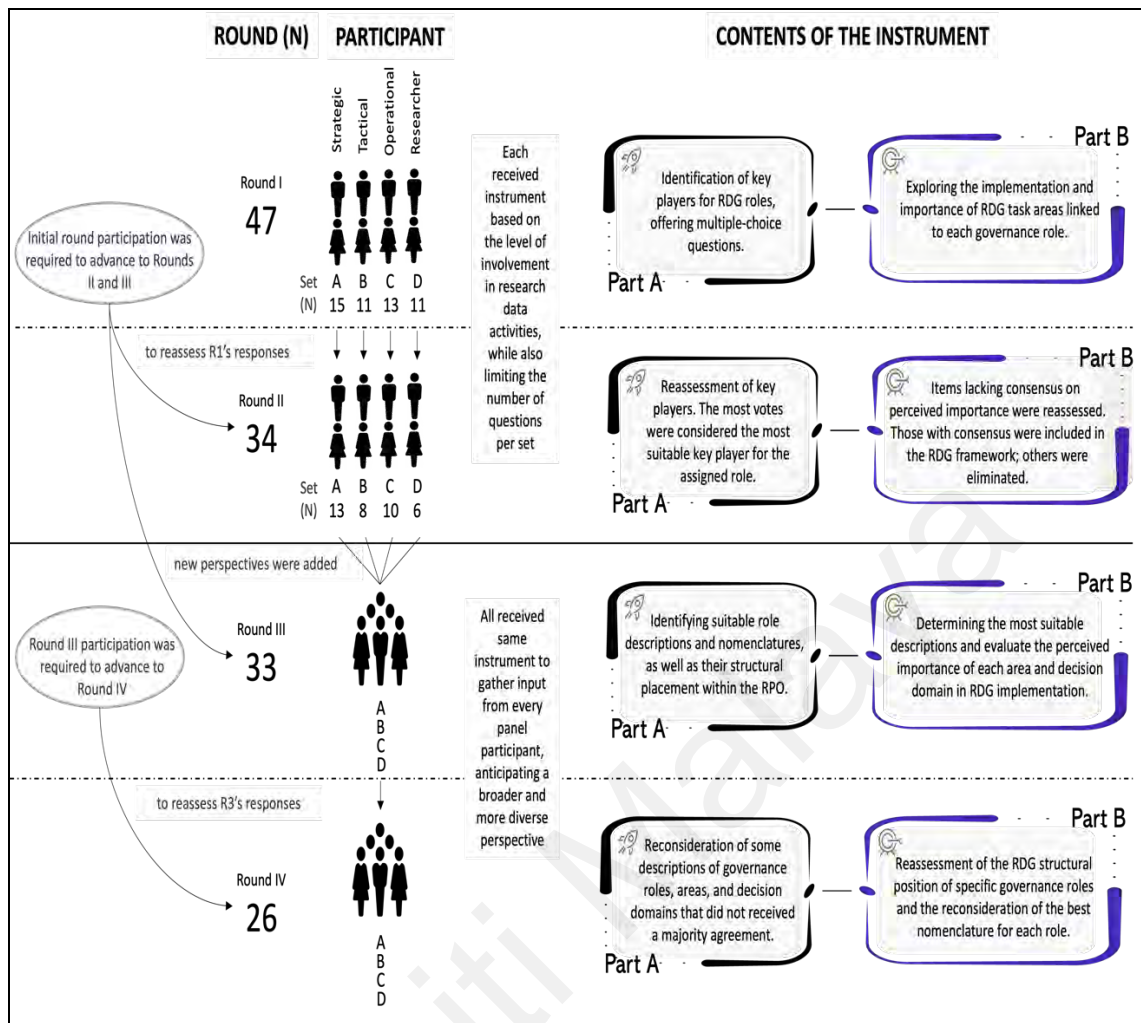 ROUND (N)
PARTICIPANT
CONTENTS OF THE INSTRUMENT
Strategic
Tactical
Operational
Researcher
Round I
47
Set A B C D
(N) 15 11 13 11
Initial round participation was
required to advance to Rounds
II and III
Each
received
instrument
based on
the level of
involvement
in research
data
activities,
while also
limiting the
number of
questions
per set
Identification of key
players for RDG roles,
offering multiple-choice
questions.
Part A
Part B
Exploring the implementation and
importance of RDG task areas linked
to each governance role.
to reassess R1's responses
Round II
34
Set A B C D
(N) 13 8 10 6
Reassessment of key
players. The most votes
were considered the most
suitable key player for the
assigned role.
Part A
Part B
Items lacking consensus on
perceived importance were reassessed.
Those with consensus were included in
the RDG framework; others were
eliminated.
new perspectives were added
Round III
33
A
B
C
D
Round III participation was
required to advance to
Round IV
All received
same
instrument to
gather input
from every
panel
participant,
anticipating a
broader and
more diverse
perspective
Identifying suitable role
descriptions and nomenclatures,
as well as their structural
placement within the RPO.
Part A
Part B
Determining the most suitable
descriptions and evaluate the perceived
importance of each area and decision
domain in RDG implementation.
to reassess R3's responses
Round IV
26
A
B
C
D
Reconsideration of some
descriptions of governance
roles, areas, and decision
domains that did not received
a majority agreement.
Part A
Part B
Reassessment of the RDG structural
position of specific governance roles
and the reconsideration of the best
nomenclature for each role.
iti Malaya